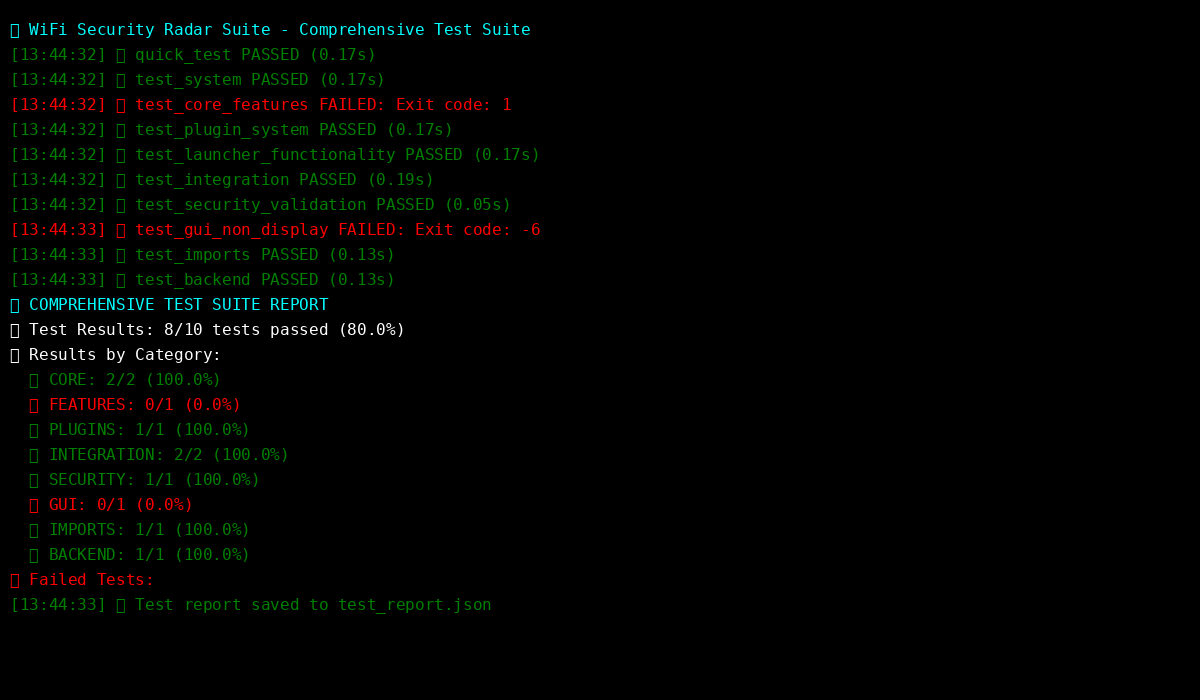 ▯ WiFi Security Radar Suite - Comprehensive Test Suite
[13:44:32] ▯ quick_test PASSED (0.17s)
[13:44:32] ▯ test_system PASSED (0.17s)
[13:44:32] ▯ test_core_features FAILED: Exit code: 1
[13:44:32] ▯ test_plugin_system PASSED (0.17s)
[13:44:32] ▯ test_launcher_functionality PASSED (0.17s)
[13:44:32] ▯ test_integration PASSED (0.19s)
[13:44:32] ▯ test_security_validation PASSED (0.05s)
[13:44:33] ▯ test_gui_non_display FAILED: Exit code: -6
[13:44:33] ▯ test_imports PASSED (0.13s)
[13:44:33] ▯ test_backend PASSED (0.13s)
▯ COMPREHENSIVE TEST SUITE REPORT
▯ Test Results: 8/10 tests passed (80.0%)
▯ Results by Category:
▯ CORE: 2/2 (100.0%)
▯ FEATURES: 0/1 (0.0%)
▯ PLUGINS: 1/1 (100.0%)
▯ INTEGRATION: 2/2 (100.0%)
▯ SECURITY: 1/1 (100.0%)
▯ GUI: 0/1 (0.0%)
▯ IMPORTS: 1/1 (100.0%)
▯ BACKEND: 1/1 (100.0%)
▯ Failed Tests:
[13:44:33] ▯ Test report saved to test_report.json